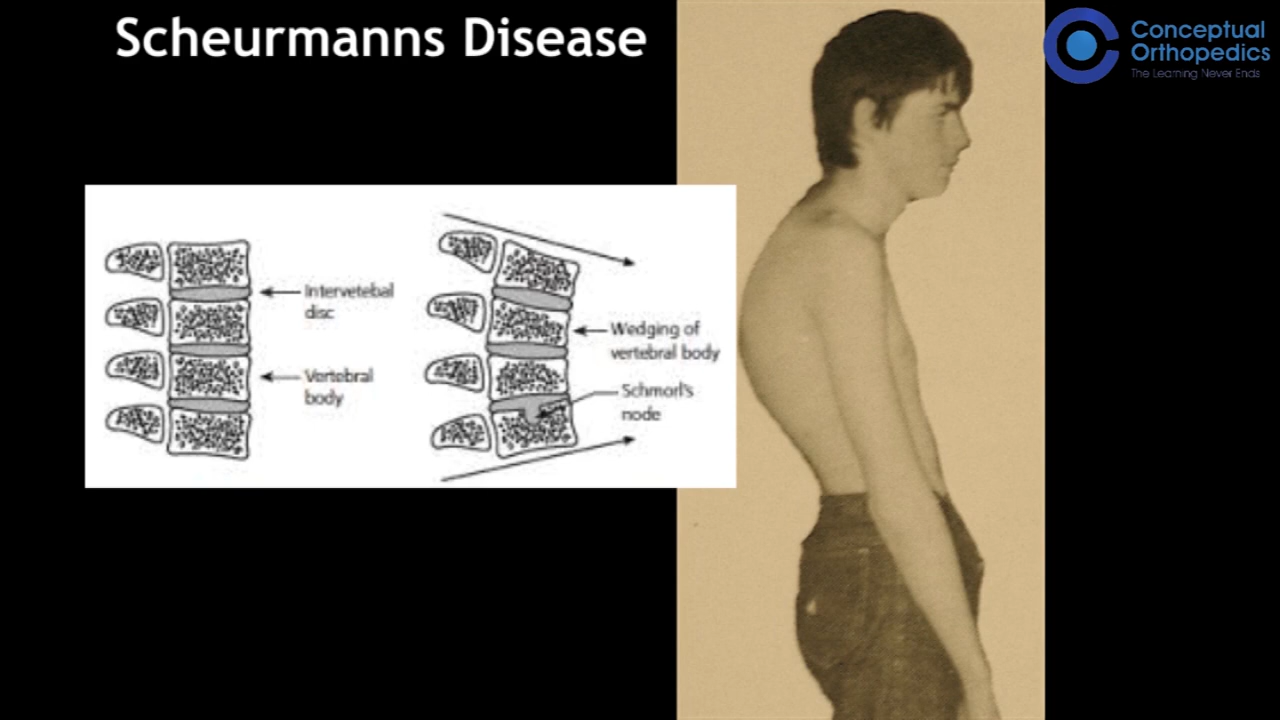 Scheurmanns Disease
Conceptual
Orthopedics
The Learning Never Ends
Intervetebal
disc
Vertebral
body
Wedging of
vertebral body
Schmorl's
node